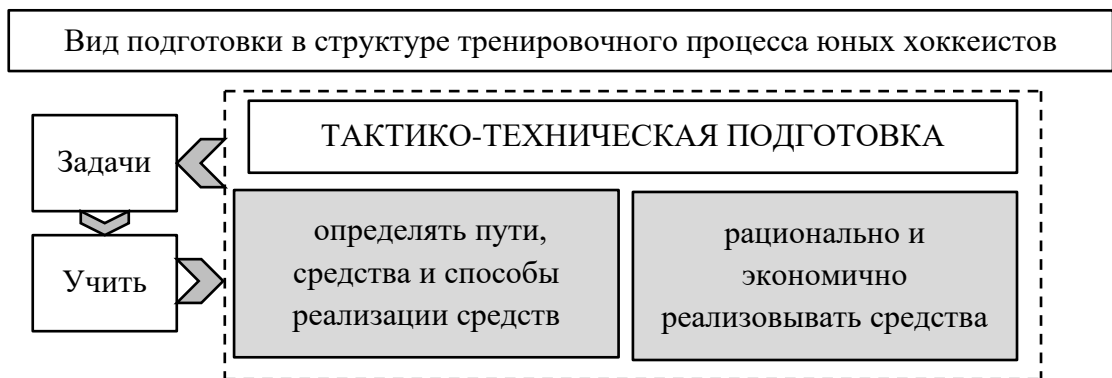 Вид подготовки в структуре тренировочного процесса юных хоккеистов
ТАКТИКО-ТЕХНИЧЕСКАЯ ПОДГОТОВКА
Задачи
Учить
определять пути,
средства и способы
реализации средств
рационально и
экономично
реализовывать средства